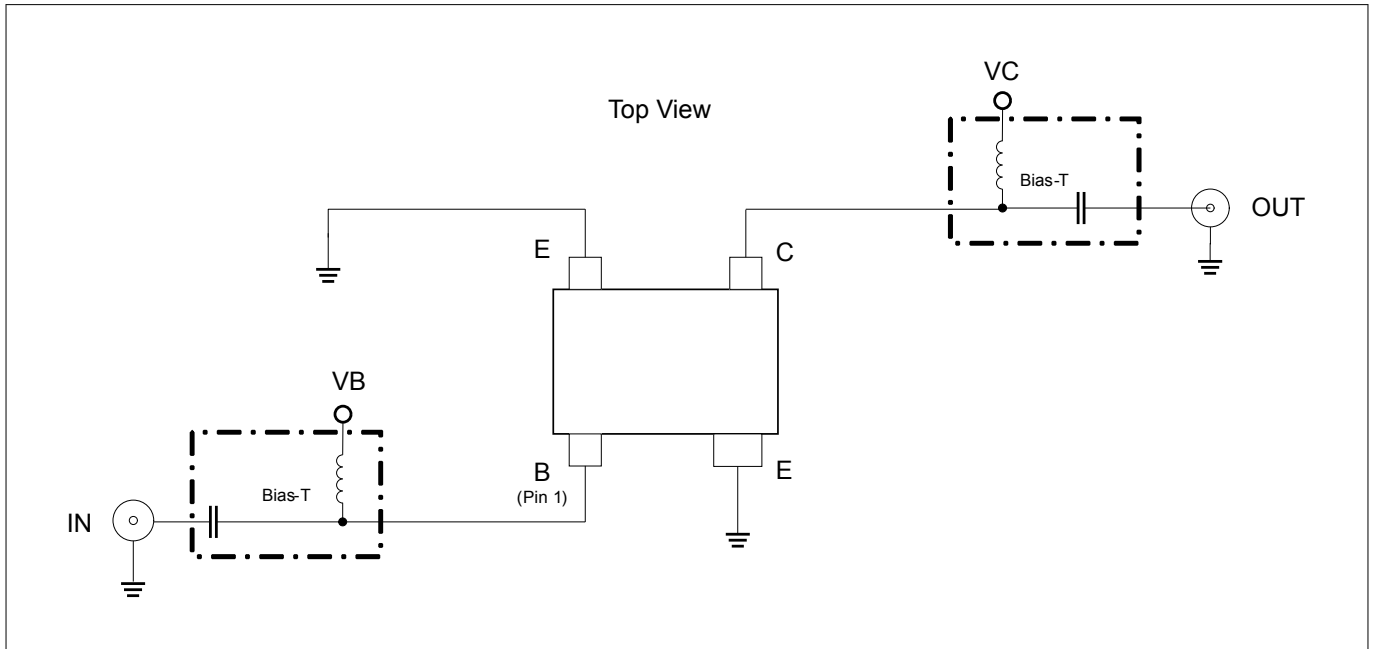 VC
Top View
Bias-T
OUT
E
C
VB
B
E
(Pin 1)
Bias-T
IN